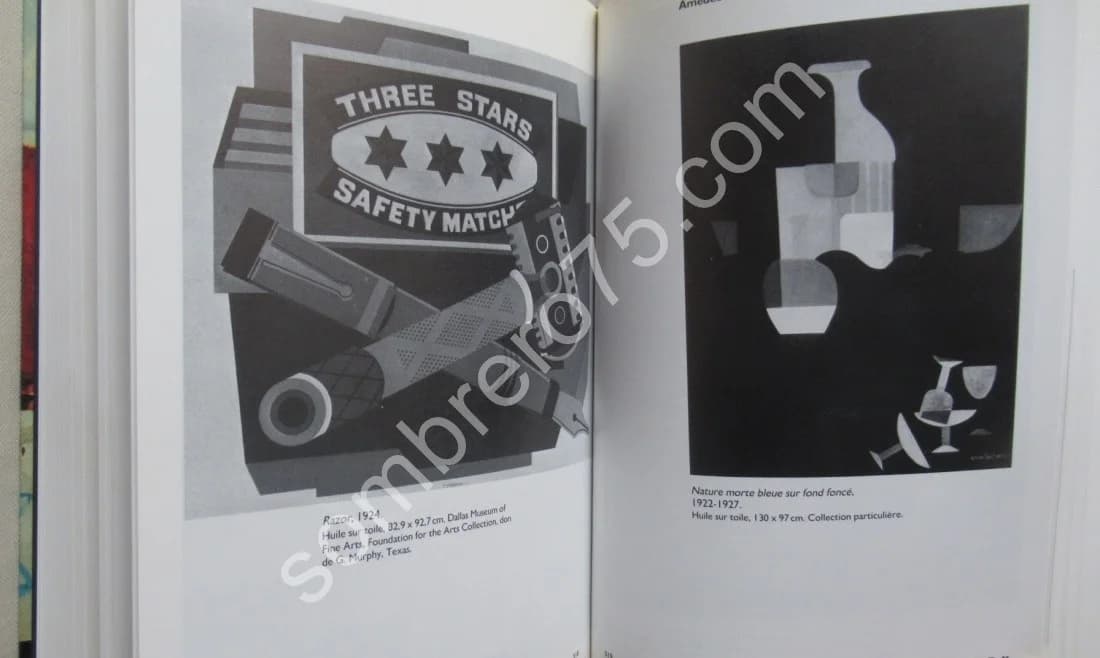 THREE STARS
SAFETY MATCH
Razor, 1924.
Huile sur toile, 82,9 x 92,7 cm, Dallas Museum of
Fine Arts, Foundation for the Arts Collection, don
de G. Murphy, Texas.
Nature morte bleue sur fond foncé,
1922-1927.
Huile sur toile, 130 x 97 cm. Collection particulière.
sombrero75.com